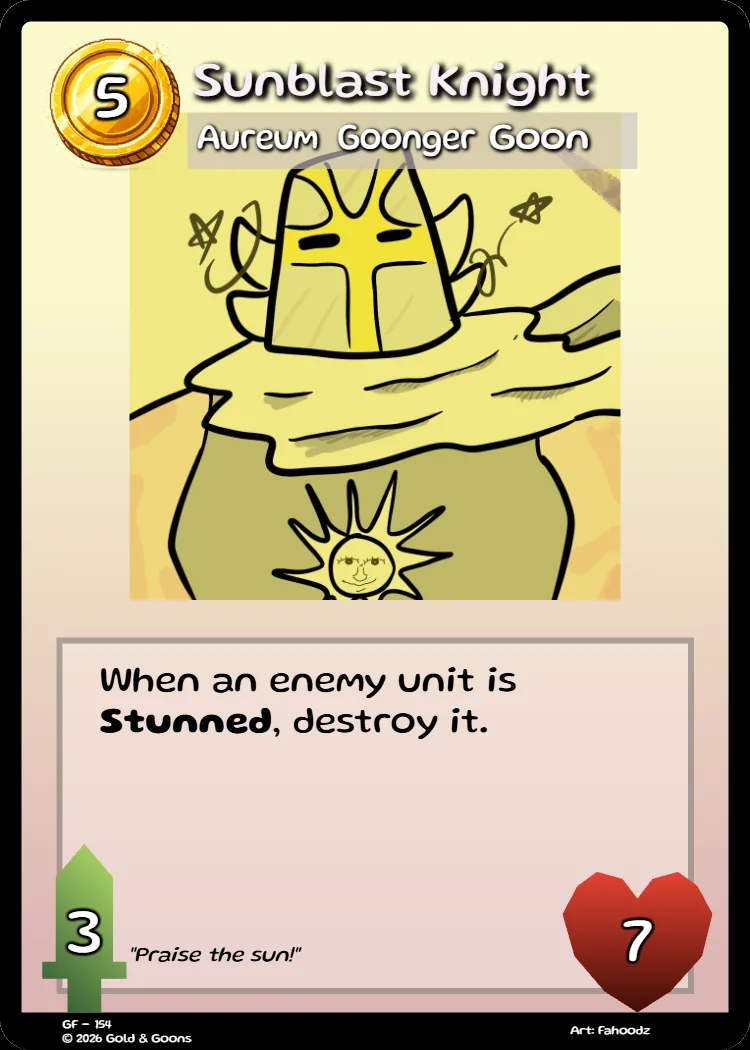 5
Sunblast Knight
Aureum Goonger Goon
When an enemy unit is
Stunned, destroy it.
3
"Praise the sun!"
7
GF - 154
© 2026 Gold & Goons
Art: Fahoodz